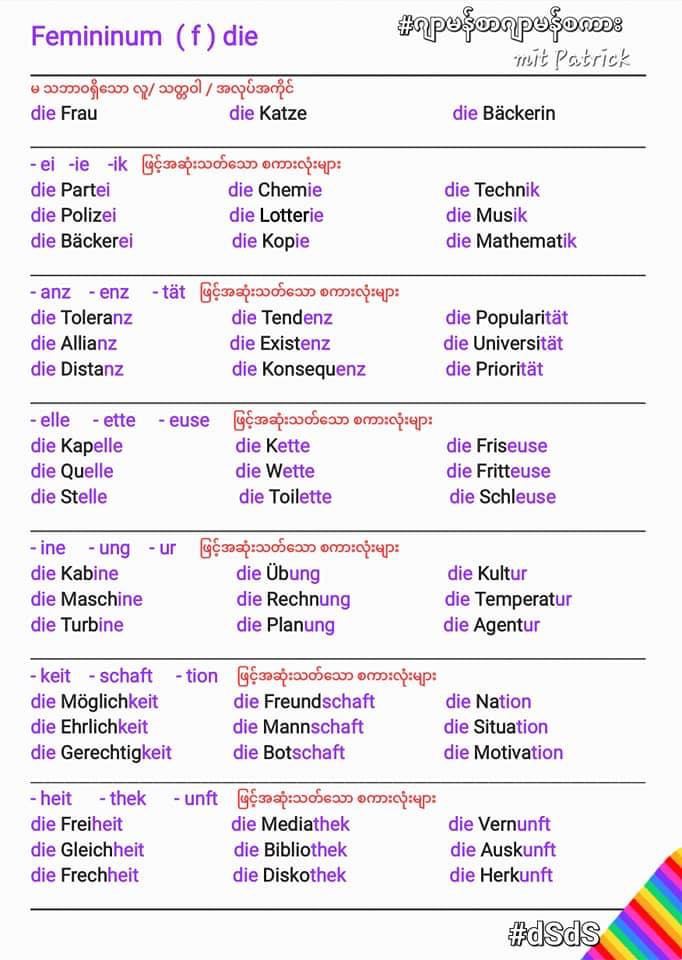 Femininum ( f ) die
#ဂျာမန်စာဂျာမန်စကား
mit Patrick
မ သဘာဝရှိသော လူ/ သတ္တဝါ / အလုပ်အကိုင်
die Frau die Katze die Bäckerin
- ei -ie -ik ဖြင့်အဆုံးသတ်သော စကားလုံးများ
die Partei die Chemie die Technik
die Polizei die Lotterie die Musik
die Bäckerei die Kopie die Mathematik
- anz - enz - tät ဖြင့်အဆုံးသတ်သော စကားလုံးများ
die Toleranz die Tendenz die Popularität
die Allianz die Existenz die Universität
die Distanz die Konsequenz die Priorität
- elle - ette - euse ဖြင့်အဆုံးသတ်သော စကားလုံးများ
die Kapelle die Kette die Friseuse
die Quelle die Wette die Fritteuse
die Stelle die Toilette die Schleuse
- ine - ung - ur ဖြင့်အဆုံးသတ်သော စကားလုံးများ
die Kabine die Übung die Kultur
die Maschine die Rechnung die Temperatur
die Turbine die Planung die Agentur
- keit - schaft - tion ဖြင့်အဆုံးသတ်သော စကားလုံးများ
die Möglichkeit die Freundschaft die Nation
die Ehrlichkeit die Mannschaft die Situation
die Gerechtigkeit die Botschaft die Motivation
- heit - thek - unft ဖြင့်အဆုံးသတ်သော စကားလုံးများ
die Freiheit die Mediathek die Vernunft
die Gleichheit die Bibliothek die Auskunft
die Frechheit die Diskothek die Herkunft
#dSdS